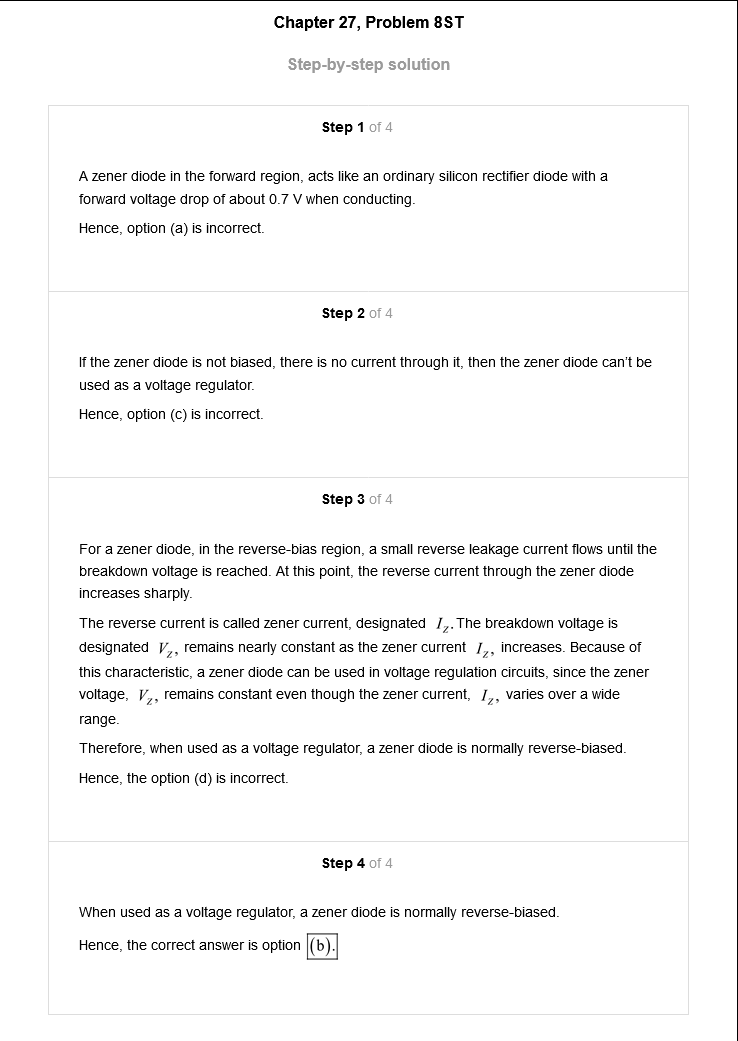 Chapter 27, Problem 8ST
Step-by-step solution
Step 1 of 4
A zener diode in the forward region, acts like an ordinary silicon rectifier diode with a
forward voltage drop of about 0.7 V when conducting.
Hence, option (a) is incorrect.
Step 2 of 4
If the zener diode is not biased, there is no current through it, then the zener diode can't be
used as a voltage regulator.
Hence, option (c) is incorrect.
Step 3 of 4
For a zener diode, in the reverse-bias region, a small reverse leakage current flows until the
breakdown voltage is reached. At this point, the reverse current through the zener diode
increases sharply.
The reverse current is called zener current, designated I_Z. The breakdown voltage is
designated V_Z, remains nearly constant as the zener current I_Z, increases. Because of
this characteristic, a zener diode can be used in voltage regulation circuits, since the zener
voltage, V_Z, remains constant even though the zener current, I_Z, varies over a wide
range.
Therefore, when used as a voltage regulator, a zener diode is normally reverse-biased.
Hence, the option (d) is incorrect.
Step 4 of 4
When used as a voltage regulator, a zener diode is normally reverse-biased.
Hence, the correct answer is option (b).